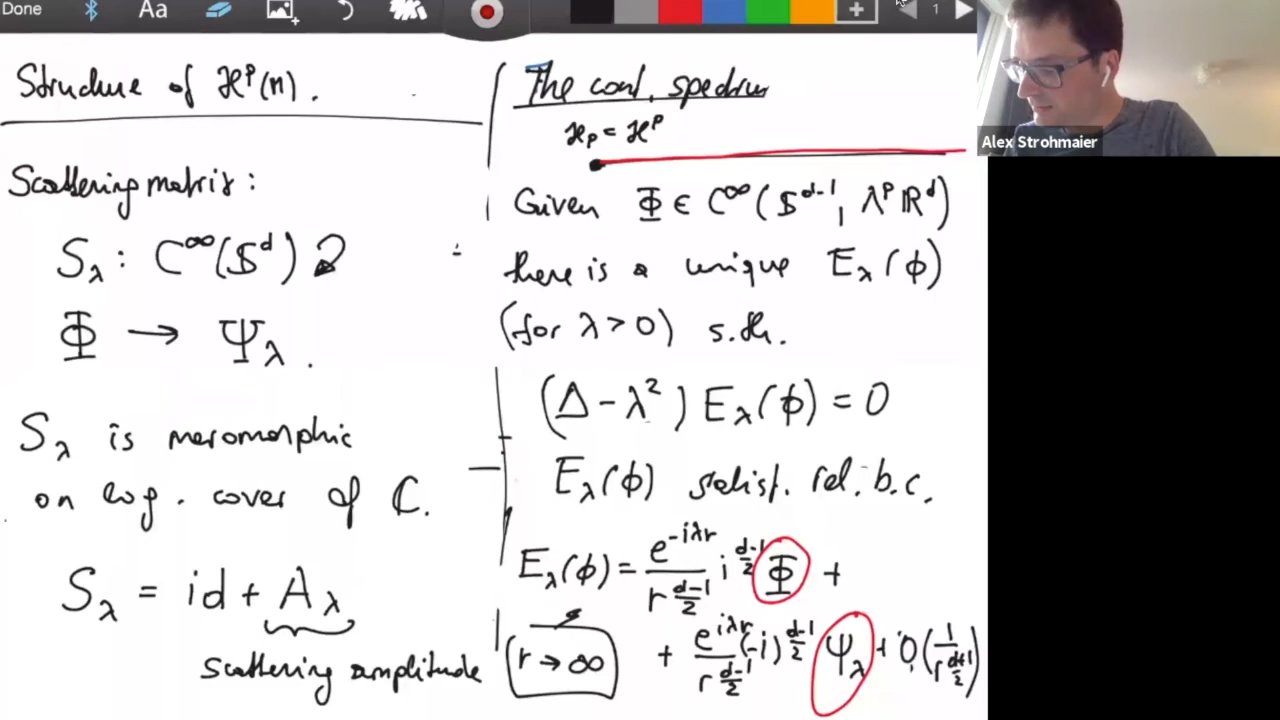 Done
Aa
1
Alex Strohmaier
Structure of ℋᵖ(M).
Scattering matrix:
S_λ : C^∞(𝕊^d) ↺
Φ → Ψ_λ.
S_λ is meromorphic
on log. cover of ℂ.
S_λ = id + A_λ
scattering amplitude
The cont. spectrum
ℋ_p = ℋ^p
Given Φ ∈ C^∞(𝕊^{d-1}, Λ^p ℝ^d)
there is a unique E_λ(ϕ)
(for λ > 0) s.th.
(Δ - λ²) E_λ(ϕ) = 0
E_λ(ϕ) satisf. rel. b.c.
E_λ(ϕ) = e^{-iλr} / r^{(d-1)/2} i^{(d-1)/2} Φ +
r → ∞ + e^{iλr} / r^{(d-1)/2} (-i)^{(d-1)/2} Ψ_λ + O(1 / r^{(d+1)/2})